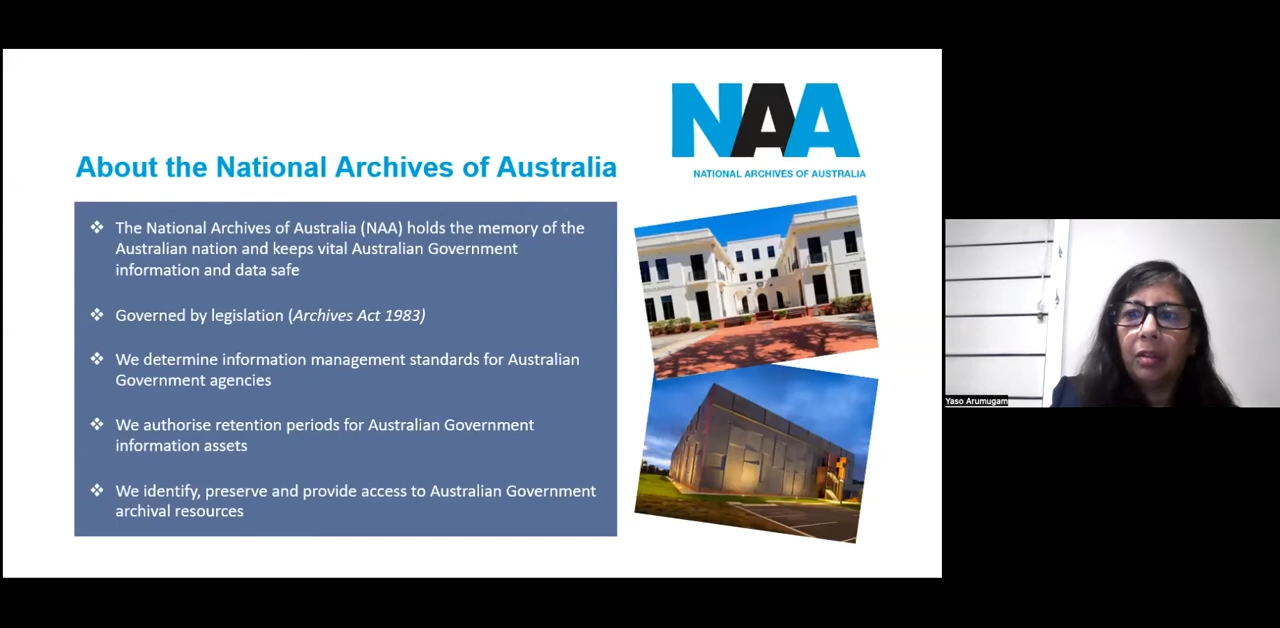 NAA
NATIONAL ARCHIVES OF AUSTRALIA
About the National Archives of Australia
❖ The National Archives of Australia (NAA) holds the memory of the
Australian nation and keeps vital Australian Government
information and data safe
❖ Governed by legislation (Archives Act 1983)
❖ We determine information management standards for Australian
Government agencies
❖ We authorise retention periods for Australian Government
information assets
❖ We identify, preserve and provide access to Australian Government
archival resources
Yaso Arumugam